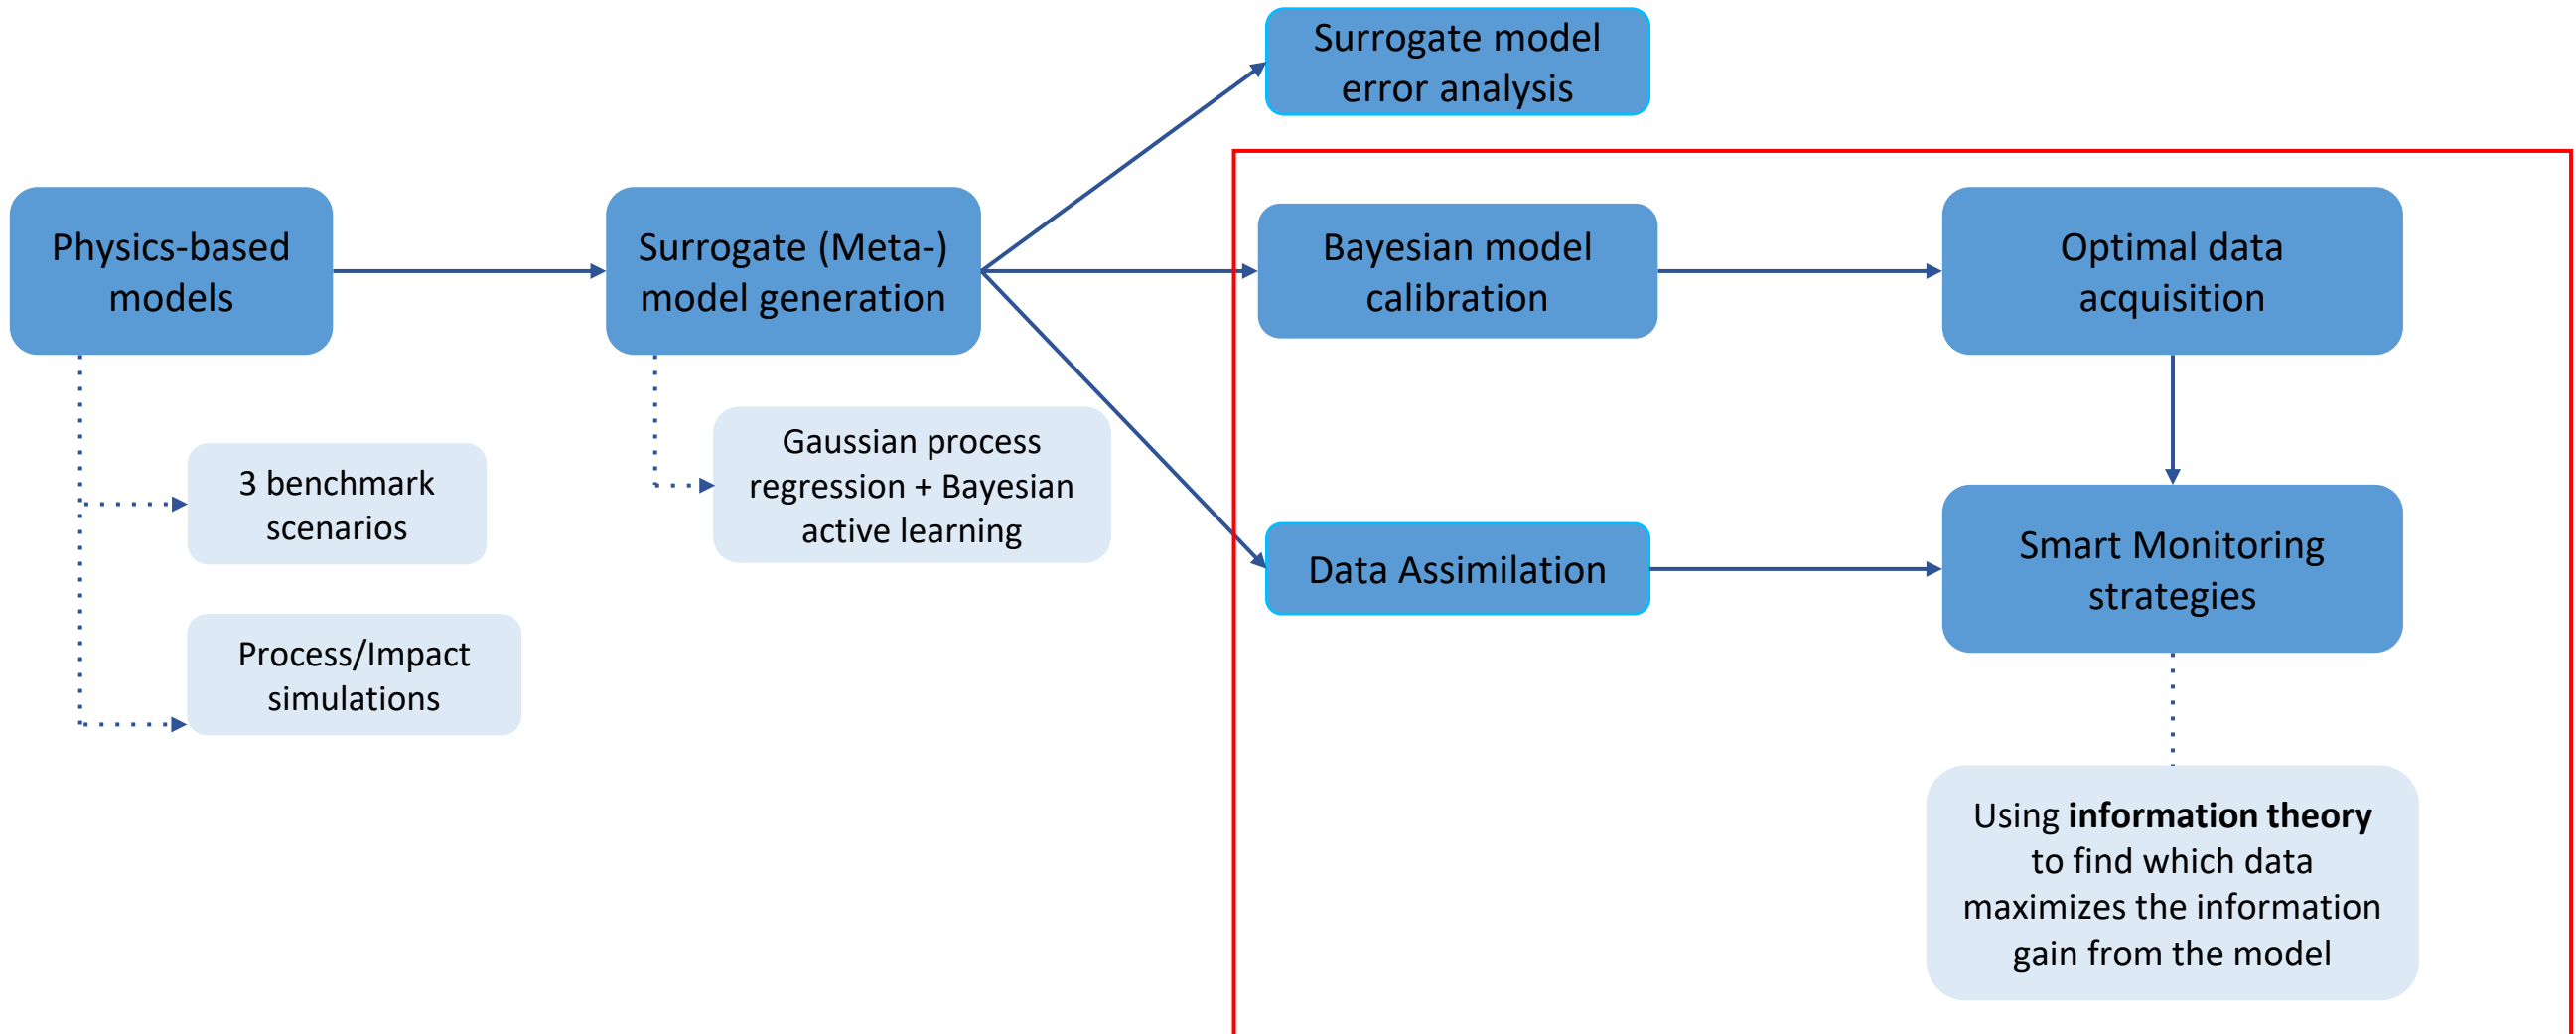 Surrogate model
error analysis
Physics-based
models
Surrogate (Meta-)
model generation
Bayesian model
calibration
Optimal data
acquisition
3 benchmark
scenarios
Gaussian process
regression + Bayesian
active learning
Data Assimilation
Smart Monitoring
strategies
Process/Impact
simulations
Using information theory
to find which data
maximizes the information
gain from the model